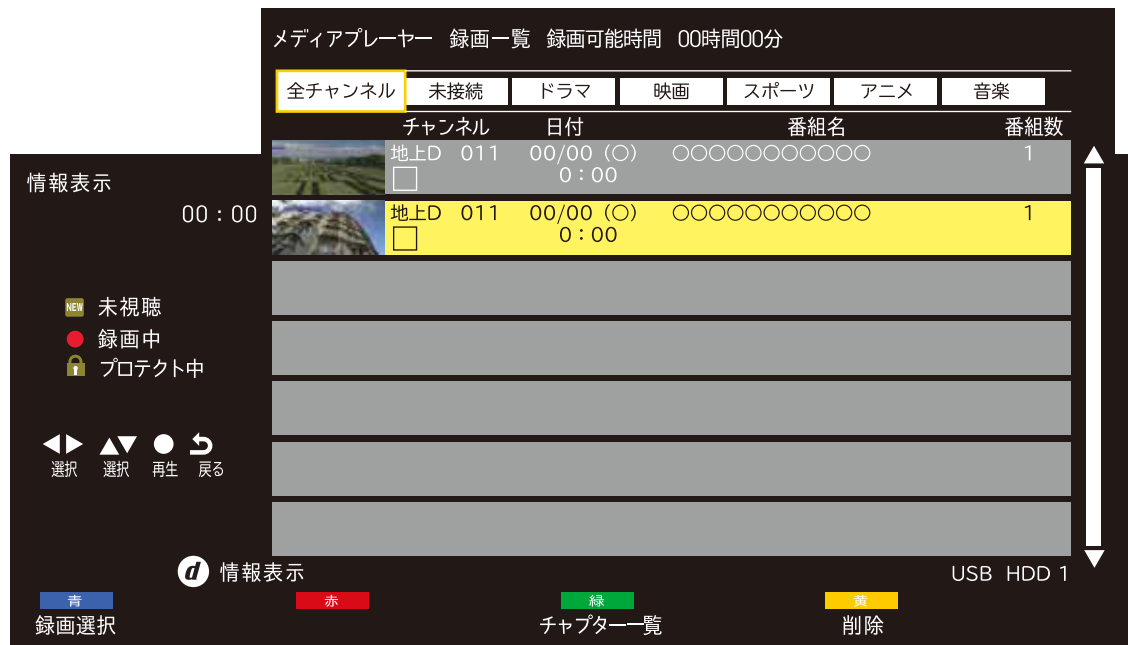 メディアプレーヤー 録画一覧 録画可能時間 00時間00分
全チャンネル 未接続 ドラマ 映画 スポーツ アニメ 音楽
チャンネル 日付 番組名 番組数
地上D 011 00/00 (○) ○○○○○○○○○○○ 1
0:00
地上D 011 00/00 (○) ○○○○○○○○○○○ 1
0:00
情報表示
00:00
NEW 未視聴
録画中
プロテクト中
選択 選択 再生 戻る
d 情報表示
USB HDD 1
青 赤 緑 黄
録画選択 チャプター一覧 削除